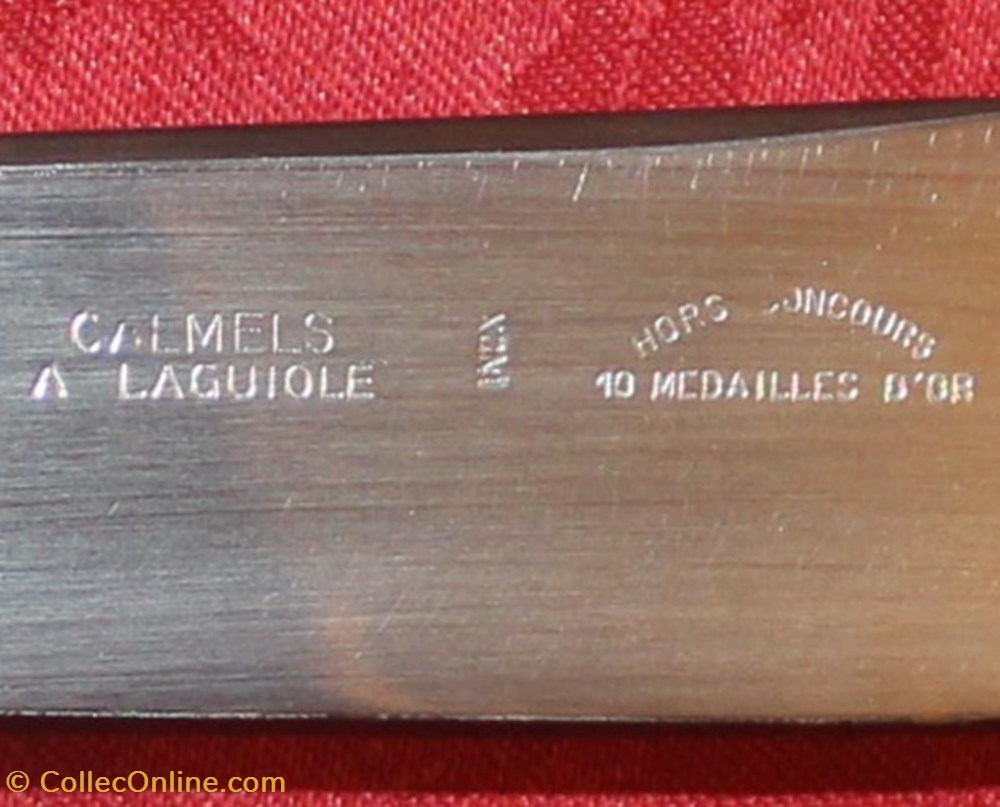 CALMELS
A LAGUIOLE
INOX
HORS CONCOURS
10 MEDAILLES D'OR
© CollecOnline.com